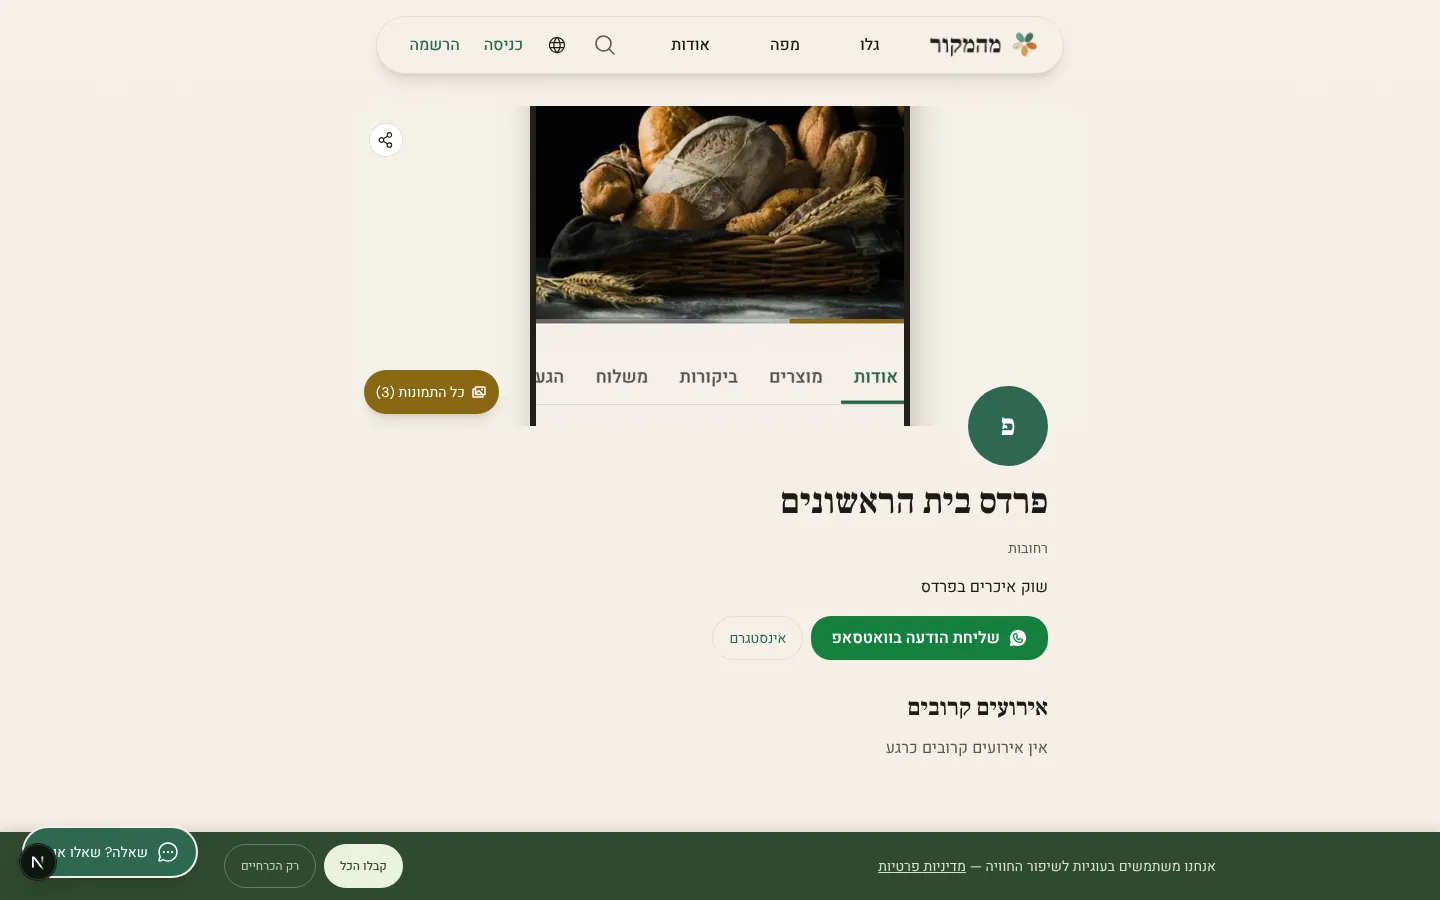 מהמקור
גלו
מפה
אודות
כניסה
הרשמה
אודות
מוצרים
ביקורות
משלוח
כל התמונות (3)
פ
פרדס בית הראשונים
רחובות
שוק איכרים בפרדס
שליחת הודעה בוואטסאפ
אינסטגרם
אירועים קרובים
אין אירועים קרובים כרגע
אנחנו משתמשים בעוגיות לשיפור החוויה — מדיניות פרטיות
קבלו הכל
רק הכרחיים
שאלה? שאלו
N